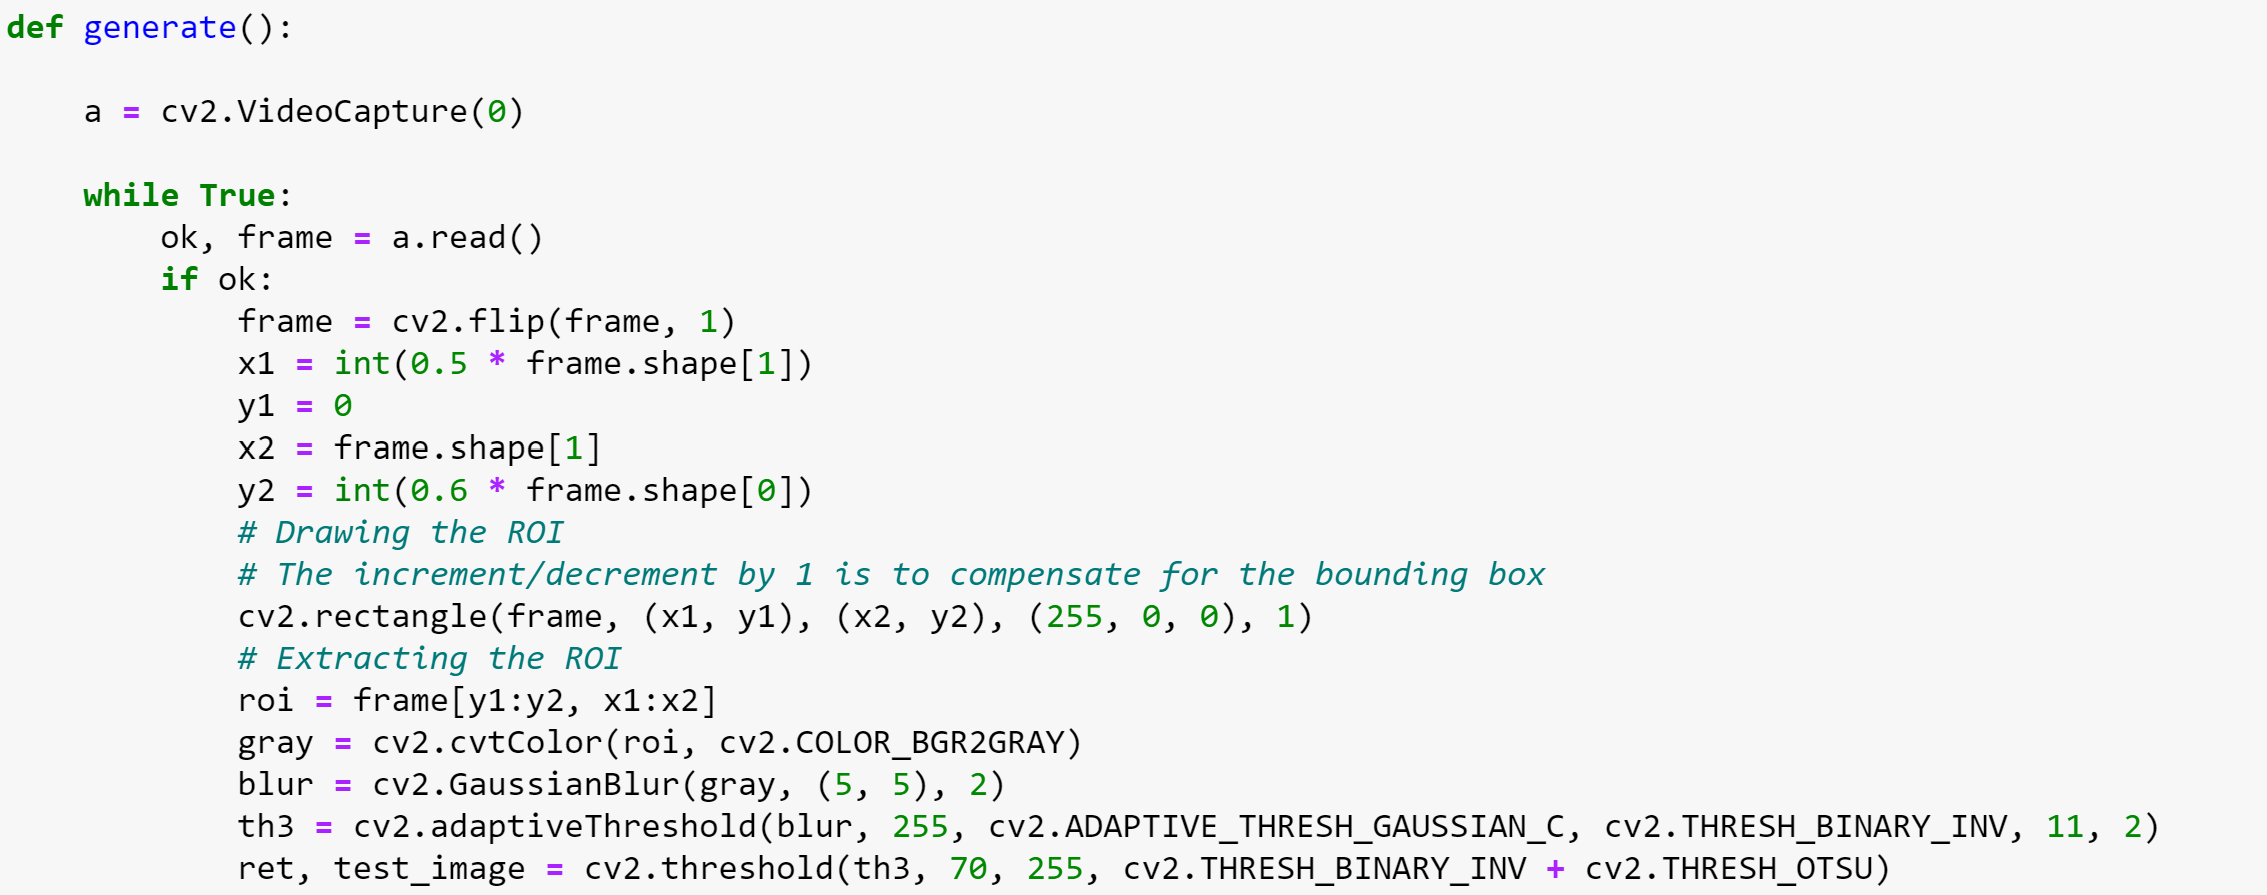 def generate():
    a = cv2.VideoCapture(0)
    while True:
        ok, frame = a.read()
        if ok:
            frame = cv2.flip(frame, 1)
            x1 = int(0.5 * frame.shape[1])
            y1 = 0
            x2 = frame.shape[1]
            y2 = int(0.6 * frame.shape[0])
            # Drawing the ROI
            # The increment/decrement by 1 is to compensate for the bounding box
            cv2.rectangle(frame, (x1, y1), (x2, y2), (255, 0, 0), 1)
            # Extracting the ROI
            roi = frame[y1:y2, x1:x2]
            gray = cv2.cvtColor(roi, cv2.COLOR_BGR2GRAY)
            blur = cv2.GaussianBlur(gray, (5, 5), 2)
            th3 = cv2.adaptiveThreshold(blur, 255, cv2.ADAPTIVE_THRESH_GAUSSIAN_C, cv2.THRESH_BINARY_INV, 11, 2)
            ret, test_image = cv2.threshold(th3, 70, 255, cv2.THRESH_BINARY_INV + cv2.THRESH_OTSU)